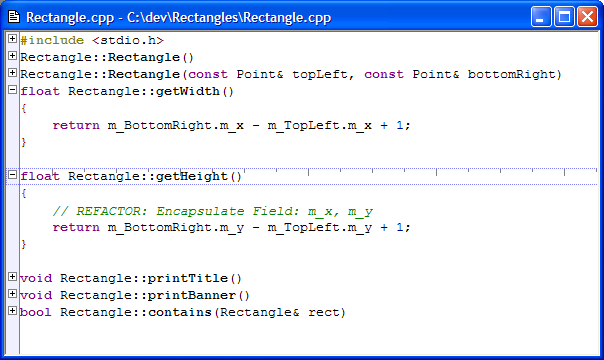 Rectangle.cpp - C:\dev\Rectangles\Rectangle.cpp
#include <stdio.h>
Rectangle::Rectangle()
Rectangle::Rectangle(const Point& topLeft, const Point& bottomRight)
float Rectangle::getWidth()
{
    return m_BottomRight.m_x - m_TopLeft.m_x + 1;
}
float Rectangle::getHeight()
{
    // REFACTOR: Encapsulate Field: m_x, m_y
    return m_BottomRight.m_y - m_TopLeft.m_y + 1;
}
void Rectangle::printTitle()
void Rectangle::printBanner()
bool Rectangle::contains(Rectangle& rect)